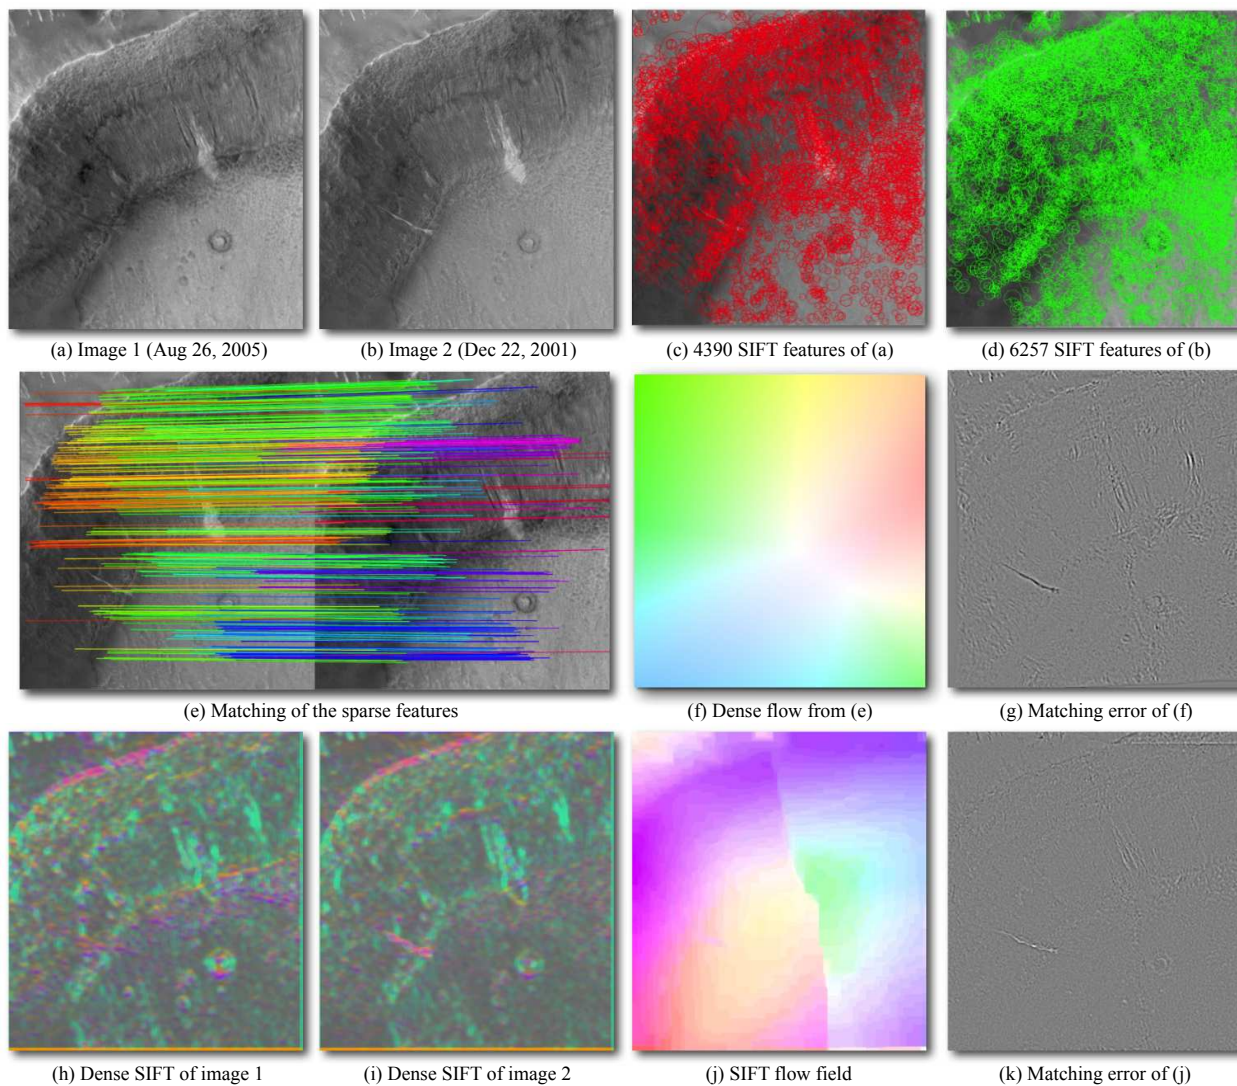 (a) Image 1 (Aug 26, 2005)
(b) Image 2 (Dec 22, 2001)
(c) 4390 SIFT features of (a)
(d) 6257 SIFT features of (b)
(e) Matching of the sparse features
(f) Dense flow from (e)
(g) Matching error of (f)
(h) Dense SIFT of image 1
(i) Dense SIFT of image 2
(j) SIFT flow field
(k) Matching error of (j)